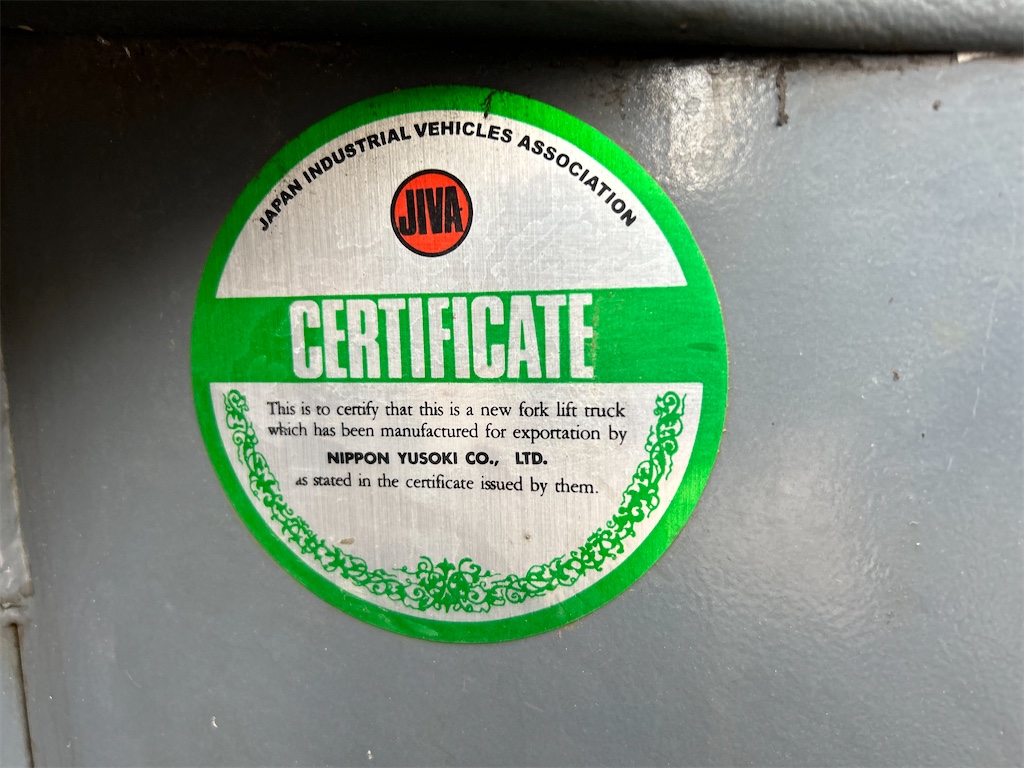 JAPAN INDUSTRIAL VEHICLES ASSOCIATION
JIVA
CERTIFICATE
This is to certify that this is a new fork lift truck
which has been manufactured for exportation by
NIPPON YUSOKI CO., LTD.
as stated in the certificate issued by them.